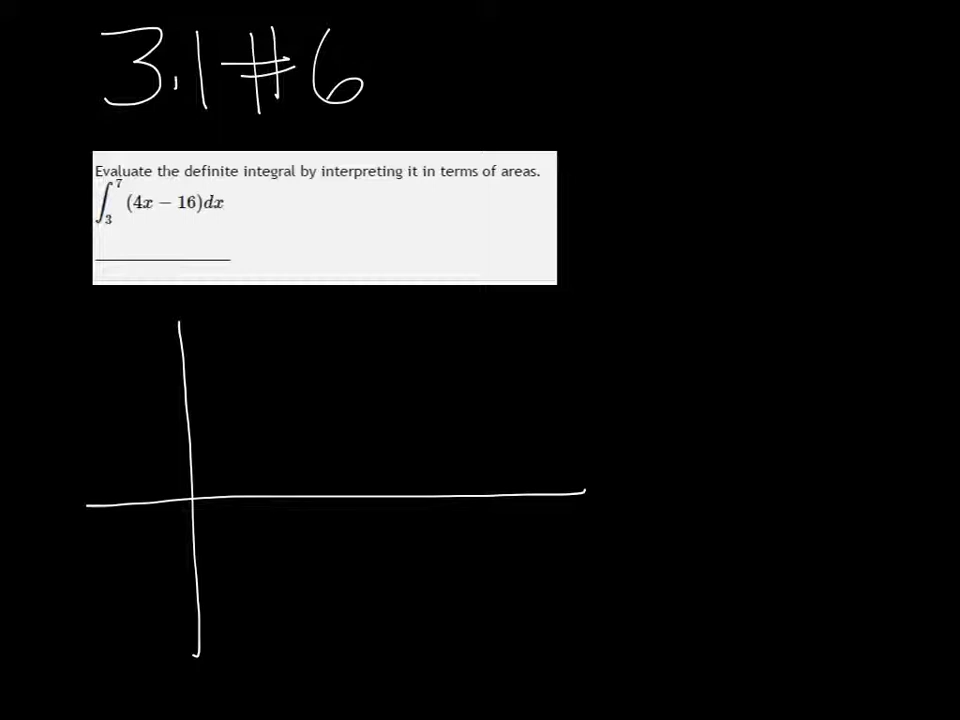 3.1 #6
Evaluate the definite integral by interpreting it in terms of areas.
∫₃⁷ (4x − 16)dx